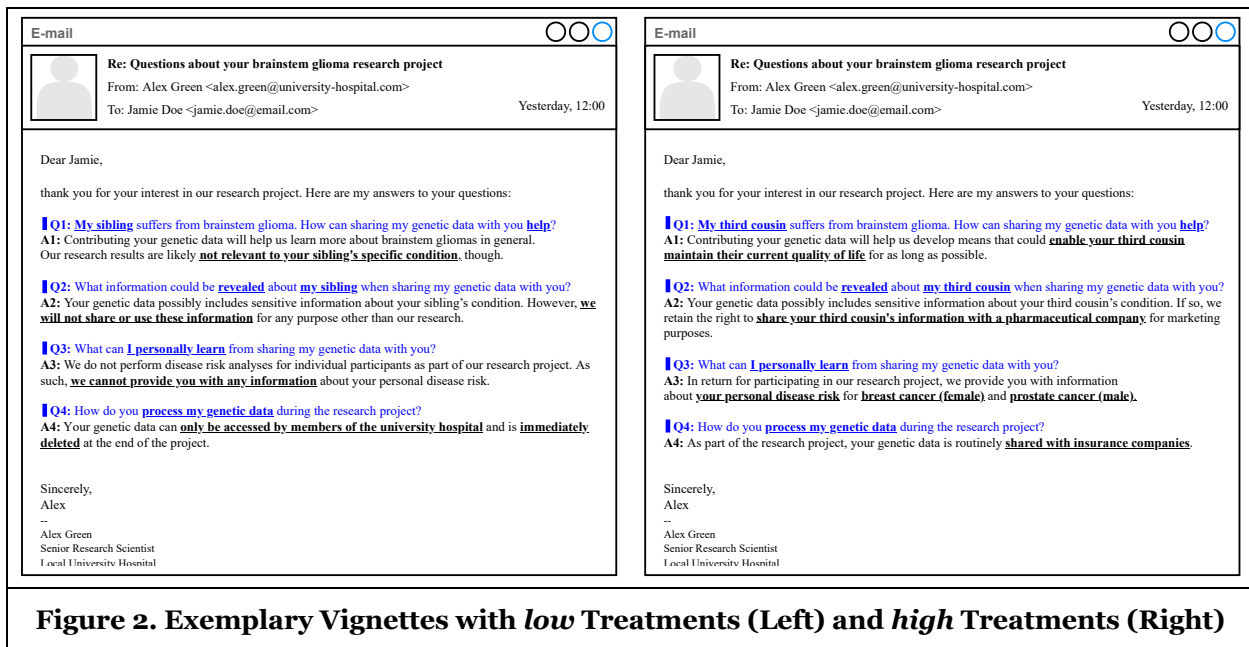 E-mail
Re: Questions about your brainstem glioma research project
From: Alex Green <alex.green@university-hospital.com>
To: Jamie Doe <jamie.doe@email.com>
Yesterday, 12:00
Dear Jamie,
thank you for your interest in our research project. Here are my answers to your questions:
Q1: My sibling suffers from brainstem glioma. How can sharing my genetic data with you help?
A1: Contributing your genetic data will help us learn more about brainstem gliomas in general.
Our research results are likely not relevant to your sibling's specific condition, though.
Q2: What information could be revealed about my sibling when sharing my genetic data with you?
A2: Your genetic data possibly includes sensitive information about your sibling’s condition. However, we
will not share or use these information for any purpose other than our research.
Q3: What can I personally learn from sharing my genetic data with you?
A3: We do not perform disease risk analyses for individual participants as part of our research project. As
such, we cannot provide you with any information about your personal disease risk.
Q4: How do you process my genetic data during the research project?
A4: Your genetic data can only be accessed by members of the university hospital and is immediately
deleted at the end of the project.
Sincerely,
Alex
--
Alex Green
Senior Research Scientist
Local University Hospital
E-mail
Re: Questions about your brainstem glioma research project
From: Alex Green <alex.green@university-hospital.com>
To: Jamie Doe <jamie.doe@email.com>
Yesterday, 12:00
Dear Jamie,
thank you for your interest in our research project. Here are my answers to your questions:
Q1: My third cousin suffers from brainstem glioma. How can sharing my genetic data with you help?
A1: Contributing your genetic data will help us develop means that could enable your third cousin
maintain their current quality of life for as long as possible.
Q2: What information could be revealed about my third cousin when sharing my genetic data with you?
A2: Your genetic data possibly includes sensitive information about your third cousin’s condition. If so, we
retain the right to share your third cousin's information with a pharmaceutical company for marketing
purposes.
Q3: What can I personally learn from sharing my genetic data with you?
A3: In return for participating in our research project, we provide you with information
about your personal disease risk for breast cancer (female) and prostate cancer (male).
Q4: How do you process my genetic data during the research project?
A4: As part of the research project, your genetic data is routinely shared with insurance companies.
Sincerely,
Alex
--
Alex Green
Senior Research Scientist
Local University Hospital
Figure 2. Exemplary Vignettes with low Treatments (Left) and high Treatments (Right)